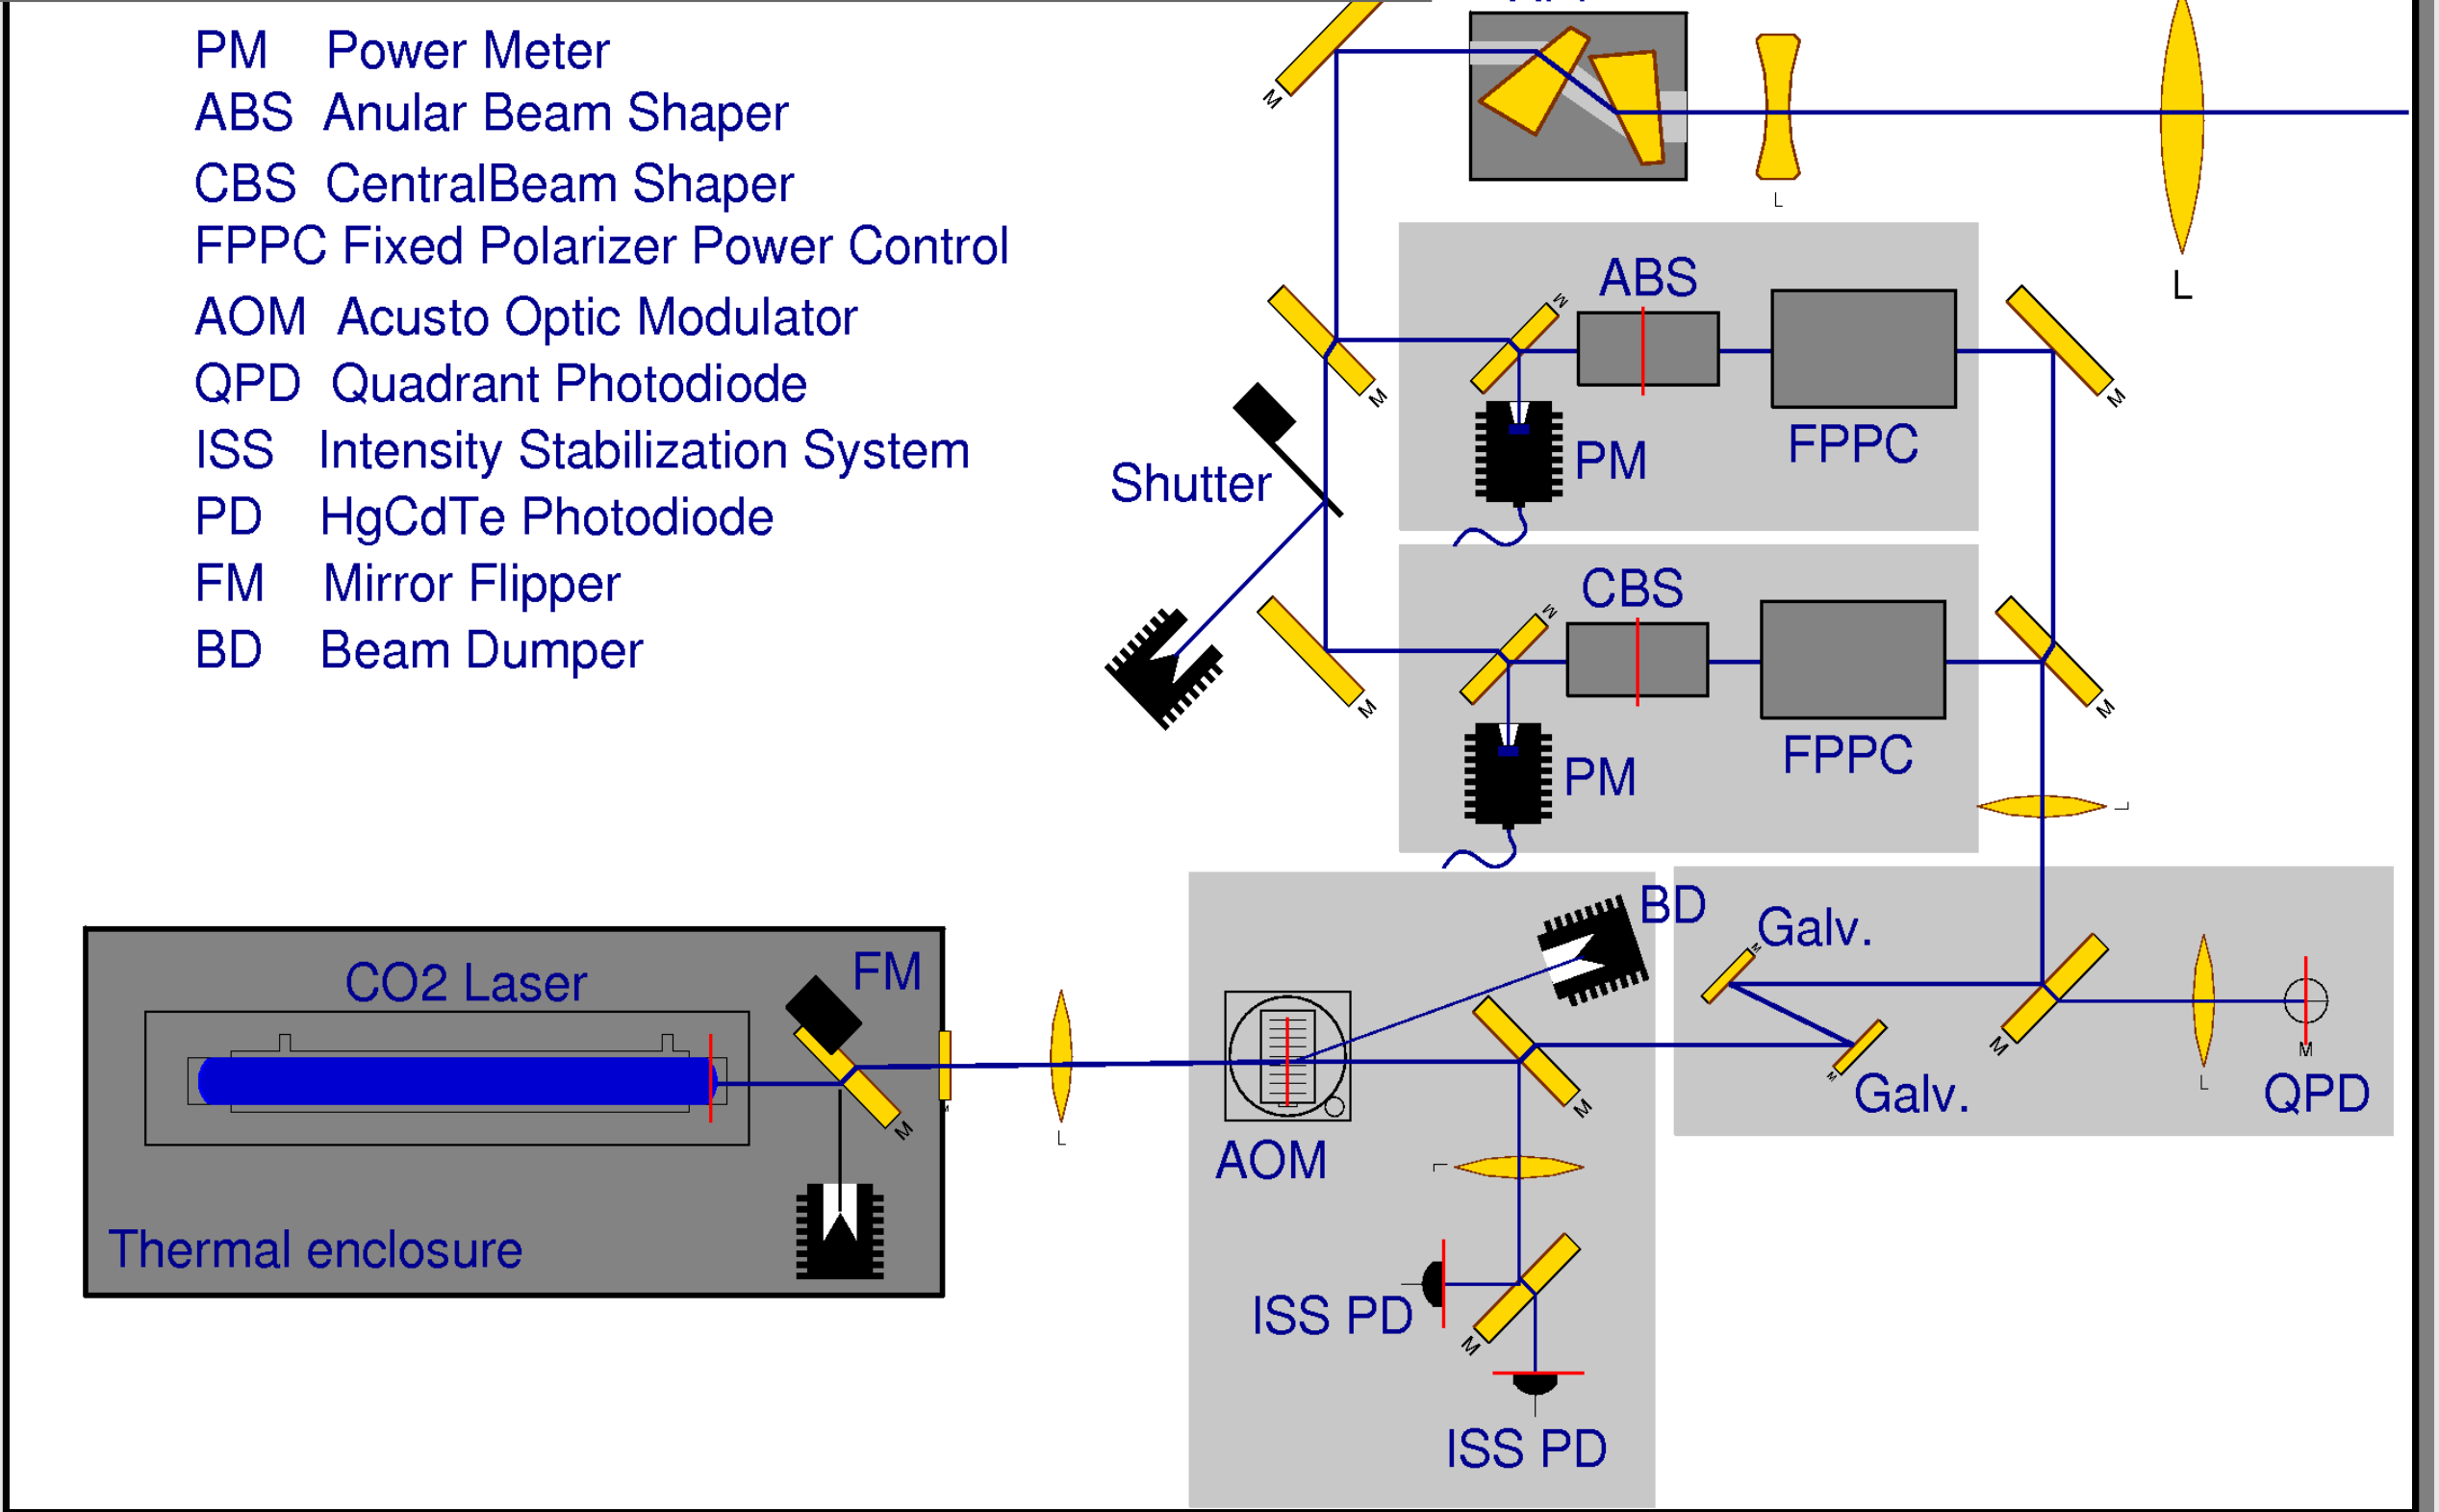 PM Power Meter
ABS Anular Beam Shaper
CBS CentralBeam Shaper
FPPC Fixed Polarizer Power Control
AOM Acusto Optic Modulator
QPD Quadrant Photodiode
ISS Intensity Stabilization System
PD HgCdTe Photodiode
FM Mirror Flipper
BD Beam Dumper
M
L
L
ABS
M
M
M
FPPC
PM
Shutter
CBS
M
M
M
FPPC
PM
L
BD
Galv.
M
CO2 Laser
FM
M
M
L
AOM
M
M
Galv.
M
L
M
QPD
L
Thermal enclosure
ISS PD
M
ISS PD